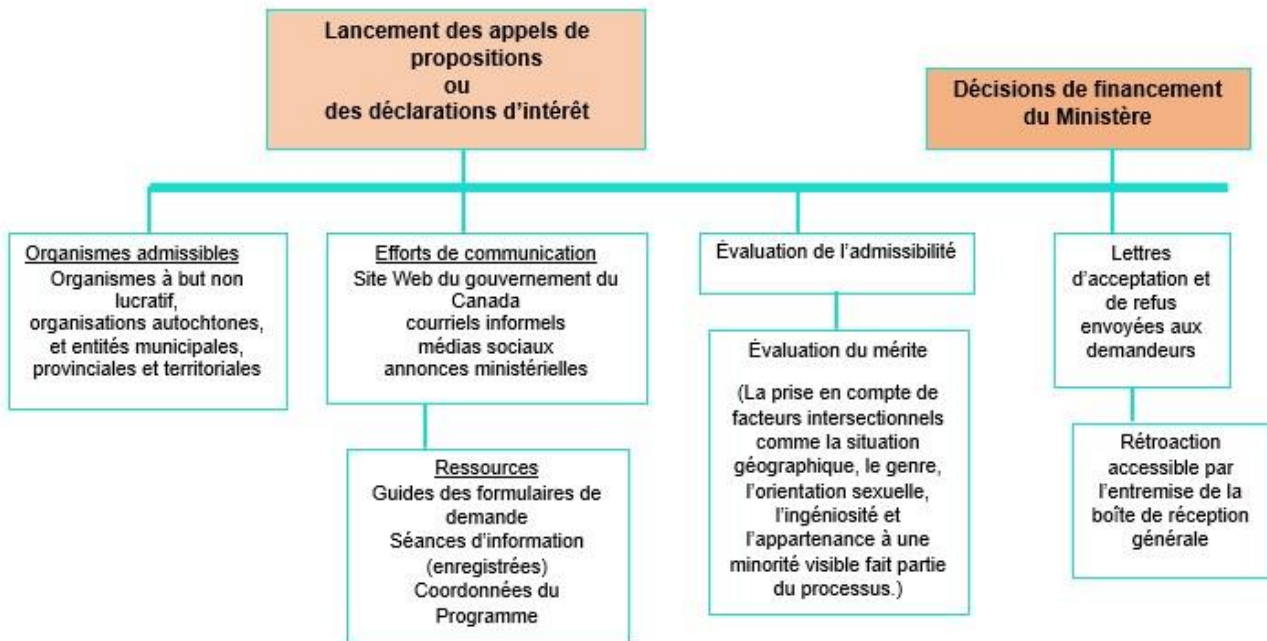 Lancement des appels de
propositions
ou
des déclarations d'intérêt
Décisions de financement
du Ministère
Organismes admissibles
Organismes à but non
lucratif,
organisations autochtones,
et entités municipales,
provinciales et territoriales
Efforts de communication
Site Web du gouvernement du
Canada
courriels informels
médias sociaux
annonces ministérielles
Ressources
Guides des formulaires de
demande
Séances d'information
(enregistrées)
Coordonnées du
Programme
Évaluation de l'admissibilité
Évaluation du mérite
(La prise en compte de
facteurs intersectionnels
comme la situation
géographique, le genre,
l'orientation sexuelle,
l'ingéniosité et
l'appartenance à une
minorité visible fait partie
du processus.)
Lettres
d'acceptation et
de refus
envoyées aux
demandeurs
Rétroaction
accessible par
l'entremise de la
boîte de réception
générale